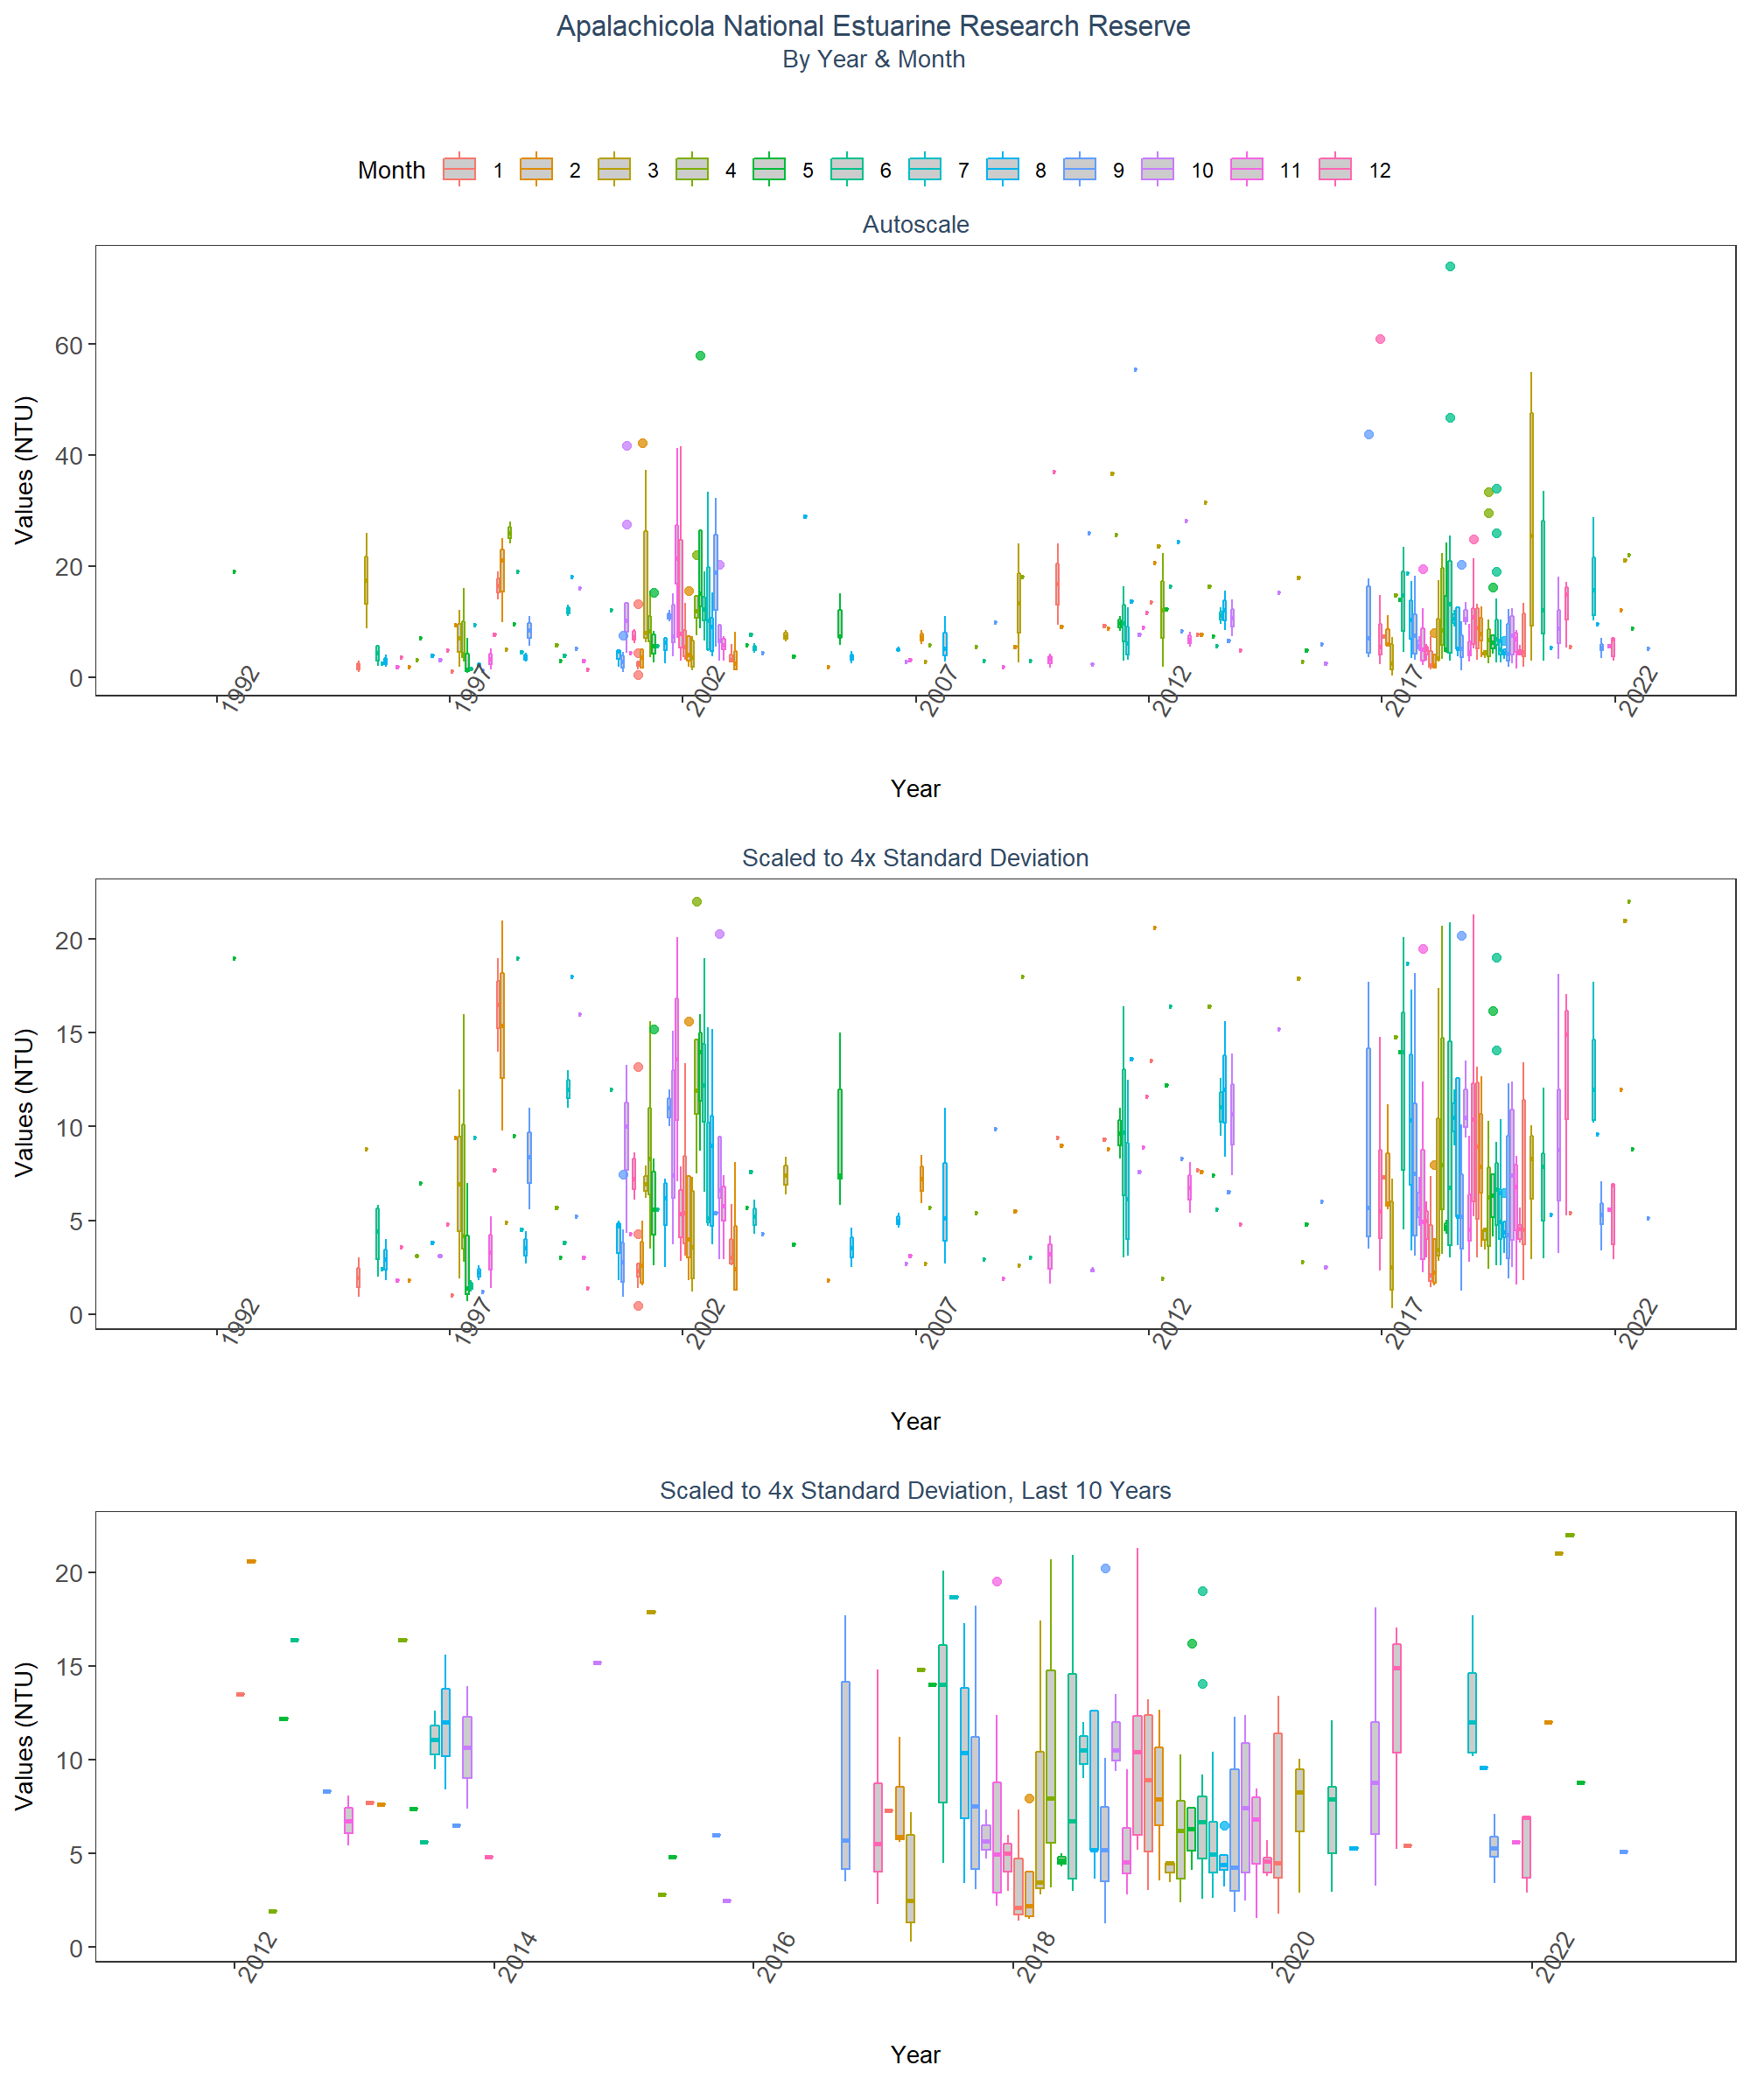 Apalachicola National Estuarine Research Reserve
By Year & Month
Month 1 2 3 4 5 6 7 8 9 10 11 12
Autoscale
Values (NTU)
60
40
20
0
1992 1997 2002 2007 2012 2017 2022
Year
Scaled to 4x Standard Deviation
Values (NTU)
20
15
10
5
0
1992 1997 2002 2007 2012 2017 2022
Year
Scaled to 4x Standard Deviation, Last 10 Years
Values (NTU)
20
15
10
5
0
2012 2014 2016 2018 2020 2022
Year